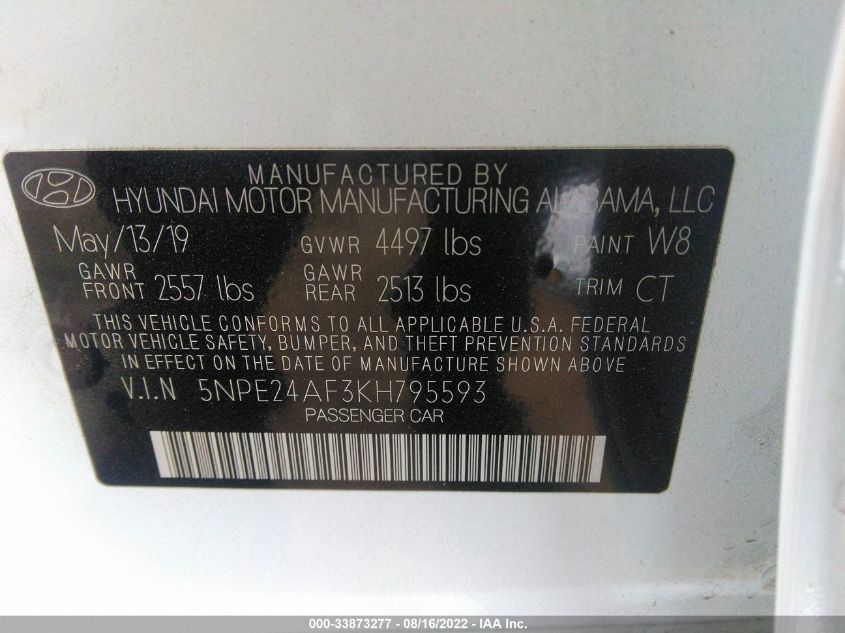 MANUFACTURED BY
HYUNDAI MOTOR MANUFACTURING ALABAMA, LLC
May/13/19 GVWR 4497 lbs PAINT W8
GAWR FRONT 2557 lbs GAWR REAR 2513 lbs TRIM CT
THIS VEHICLE CONFORMS TO ALL APPLICABLE U.S.A. FEDERAL
MOTOR VEHICLE SAFETY, BUMPER, AND THEFT PREVENTION STANDARDS
IN EFFECT ON THE DATE OF MANUFACTURE SHOWN ABOVE
V.I.N 5NPE24AF3KH795593
PASSENGER CAR
000-33873277 - 08/16/2022 - IAA Inc.